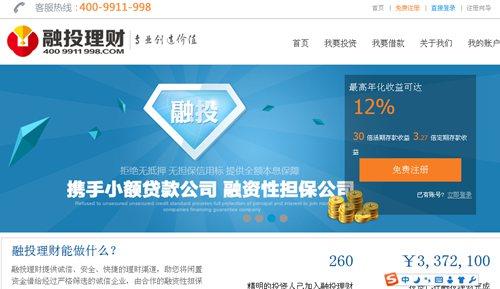 客服热线：400-9911-998
首页 | 免费注册 | 直接登录 | 注册向导
融投理财 专业创造价值
400 9911 998.COM
首页 我要投资 我要借款 关于我们 我的账户
融投
最高年化收益可达
12%
30 倍活期存款收益 3.27 倍定期存款收
益
免费注册
已有账号? 立即登录
拒绝无抵押 无担保信用标 提供全额本息保障
携手小额贷款公司 融资性担保公司
Refused to unsecured unsecured credit standard provides full protection of principal and interest to join microfinance
companies financing guarantee company
融投理财能做什么？
融投理财提供诚信、安全、快捷的理财渠道，助您将闲置
资金借给经过严格筛选的诚信企业，由合作的融资性担保
260
精明的投资人已加入融投理财
￥3,372,100